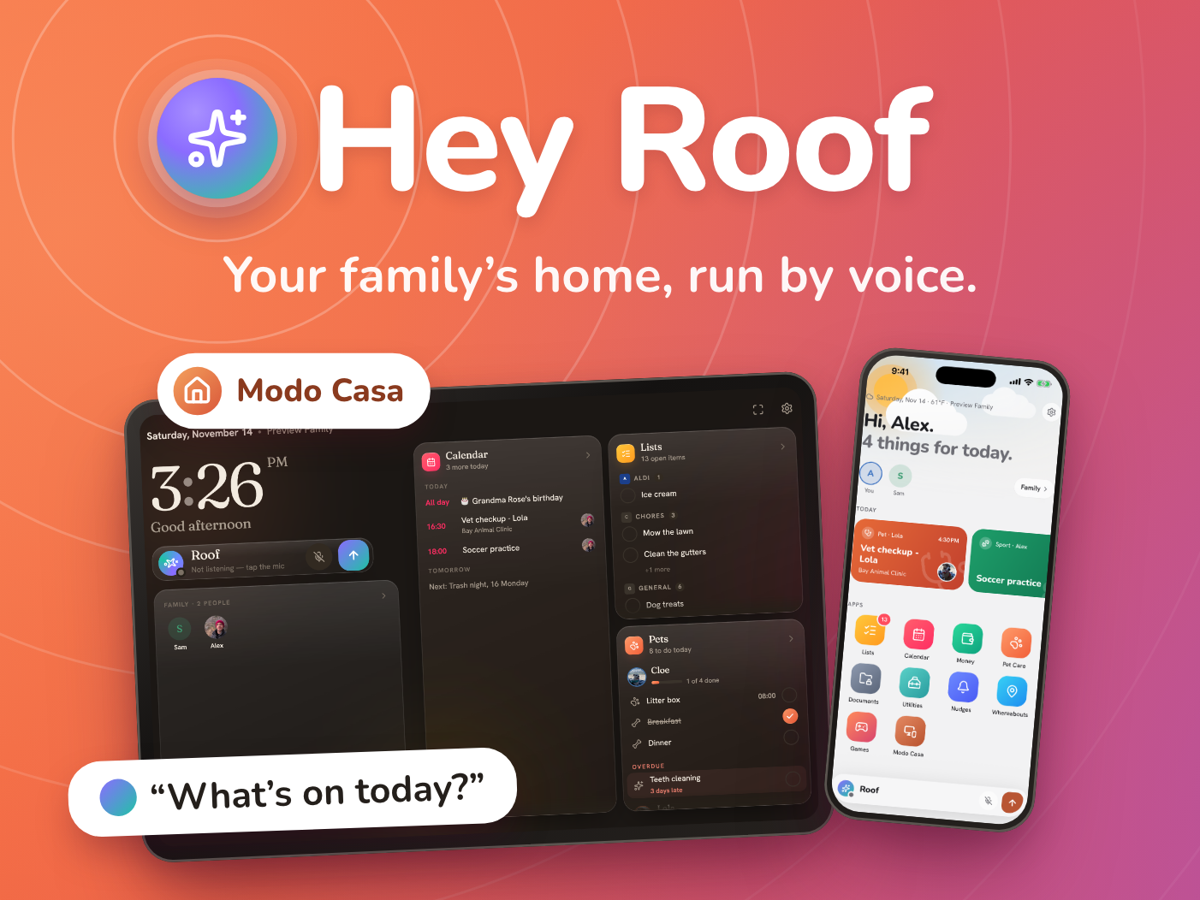 Hey Roof
Your family's home, run by voice.
Modo Casa
Saturday, November 14 • Preview Family
3:26 PM
Good afternoon
Roof
Not listening — tap the mic
FAMILY · 2 PEOPLE
S
Sam
Alex
"What's on today?"
Calendar
3 more today
TODAY
All day Grandma Rose's birthday
16:30 Vet checkup - Lola
Bay Animal Clinic
18:00 Soccer practice
TOMORROW
Next: Trash night, 16 Monday
Lists
13 open items
A ALDI 1
Ice cream
C CHORES 3
Mow the lawn
Clean the gutters
+1 more
GENERAL 6
Dog treats
Pets
6 to do today
Cloe
1 of 4 done
Litter box 08:00
Breakfast
Dinner
OVERDUE
Teeth cleaning
3 days late
9:41
Saturday, Nov 14 · 61°F · Preview Family
Hi, Alex.
4 things for today.
A
S
You
Sam
Family
TODAY
Pet · Lola 4:30 PM
Vet checkup -
Lola
Bay Animal Clinic
Sport · Alex
Soccer practice
APPS
13
Lists
Calendar
Money
Pet Care
Documents
Utilities
Nudges
Whereabouts
Games
Modo Casa
Roof